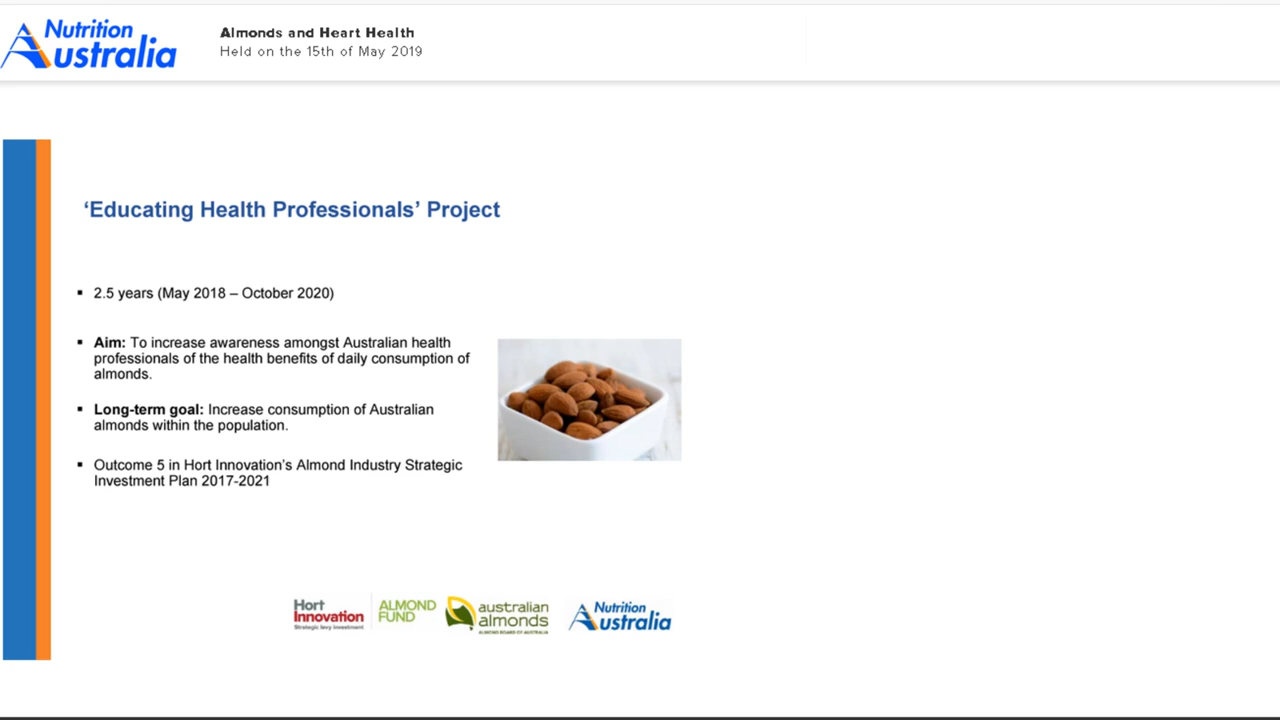 Nutrition
Australia
Almonds and Heart Health
Held on the 15th of May 2019
‘Educating Health Professionals’ Project
▪ 2.5 years (May 2018 – October 2020)
▪ Aim: To increase awareness amongst Australian health
professionals of the health benefits of daily consumption of
almonds.
▪ Long-term goal: Increase consumption of Australian
almonds within the population.
▪ Outcome 5 in Hort Innovation’s Almond Industry Strategic
Investment Plan 2017-2021
Hort
Innovation
Strategic levy investment
ALMOND
FUND
australian
almonds
ALMOND BOARD OF AUSTRALIA
Nutrition
Australia